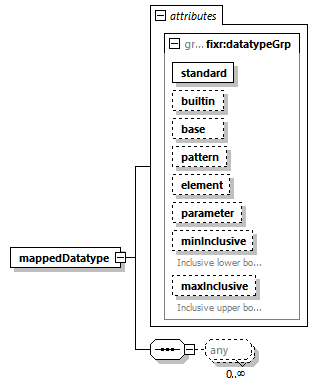 attributes
gr... fixr:datatypeGrp
standard
builtin
base
pattern
element
parameter
minInclusive
Inclusive lower bo...
maxInclusive
Inclusive upper bo...
mappedDatatype
any
0..∞